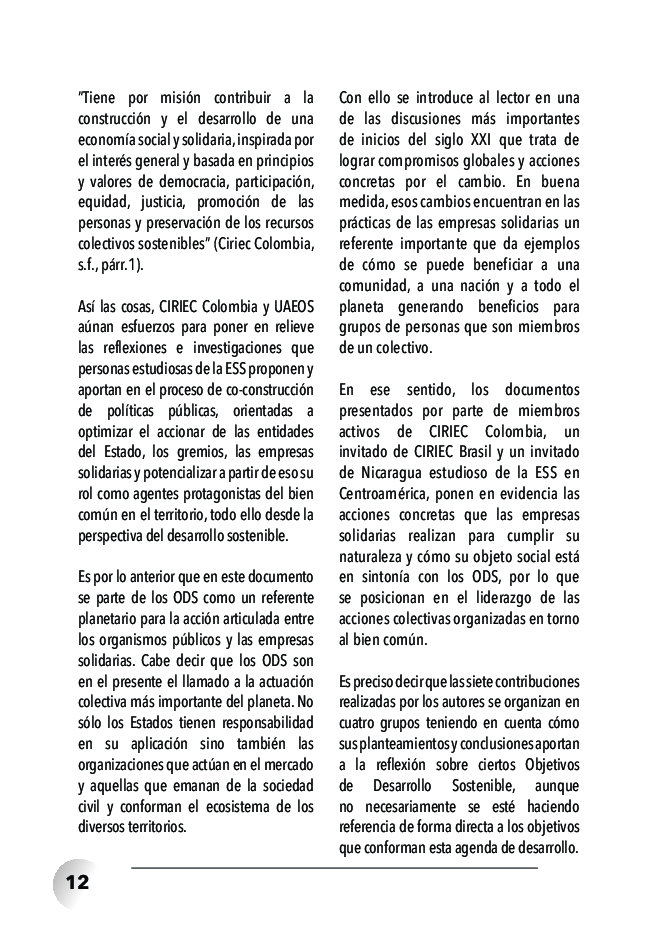 "Tiene por misión contribuir a la
construcción y el desarrollo de una
economía social y solidaria, inspirada por
el interés general y basada en principios
y valores de democracia, participación,
equidad, justicia, promoción de las
personas y preservación de los recursos
colectivos sostenibles" (Ciriec Colombia,
s.f., párr.1).
Así las cosas, CIRIEC Colombia y UAEOS
aúnan esfuerzos para poner en relieve
las reflexiones e investigaciones que
personas estudiosas de la ESS proponen y
aportan en el proceso de co-construcción
de políticas públicas, orientadas a
optimizar el accionar de las entidades
del Estado, los gremios, las empresas
solidarias y potencializar a partir de eso su
rol como agentes protagonistas del bien
común en el territorio, todo ello desde la
perspectiva del desarrollo sostenible.
Es por lo anterior que en este documento
se parte de los ODS como un referente
planetario para la acción articulada entre
los organismos públicos y las empresas
solidarias. Cabe decir que los ODS son
en el presente el llamado a la actuación
colectiva más importante del planeta. No
sólo los Estados tienen responsabilidad
en su aplicación sino también las
organizaciones que actúan en el mercado
y aquellas que emanan de la sociedad
civil y conforman el ecosistema de los
diversos territorios.
Con ello se introduce al lector en una
de las discusiones más importantes
de inicios del siglo XXI que trata de
lograr compromisos globales y acciones
concretas por el cambio. En buena
medida, esos cambios encuentran en las
prácticas de las empresas solidarias un
referente importante que da ejemplos
de cómo se puede beneficiar a una
comunidad, a una nación y a todo el
planeta generando beneficios para
grupos de personas que son miembros
de un colectivo.
En ese sentido, los documentos
presentados por parte de miembros
activos de CIRIEC Colombia, un
invitado de CIRIEC Brasil y un invitado
de Nicaragua estudioso de la ESS en
Centroamérica, ponen en evidencia las
acciones concretas que las empresas
solidarias realizan para cumplir su
naturaleza y cómo su objeto social está
en sintonía con los ODS, por lo que
se posicionan en el liderazgo de las
acciones colectivas organizadas en torno
al bien común.
Es preciso decir que las siete contribuciones
realizadas por los autores se organizan en
cuatro grupos teniendo en cuenta cómo
sus planteamientos y conclusiones aportan
a la reflexión sobre ciertos Objetivos
de Desarrollo Sostenible, aunque
no necesariamente se esté haciendo
referencia de forma directa a los objetivos
que conforman esta agenda de desarrollo.
12